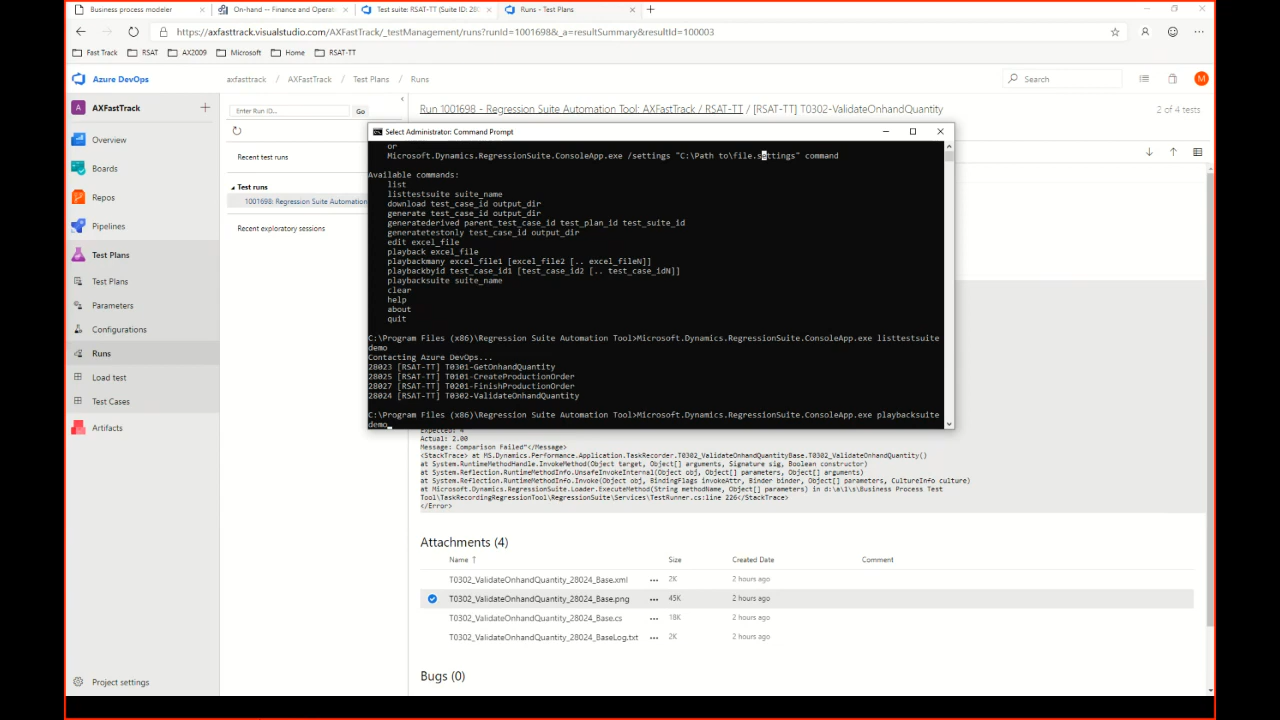 Business process modeler
On-hand -- Finance and Operat
Test suite: RSAT-TT (Suite ID: 280
Runs - Test Plans
https://axfasttrack.visualstudio.com/AXFastTrack/_testManagement/runs?runId=1001698&_a=resultSummary&resultId=100003
Fast Track
RSAT
AX2009
Microsoft
Home
RSAT-TT
Azure DevOps
axfasttrack / AXFastTrack / Test Plans / Runs
Search
M
A AXFastTrack
Overview
Boards
Repos
Pipelines
Test Plans
Test Plans
Parameters
Configurations
Runs
Load test
Test Cases
Artifacts
Project settings
Enter Run ID...
Go
Recent test runs
Test runs
1001698: Regression Suite Automation
Recent exploratory sessions
Run 1001698 - Regression Suite Automation Tool: AXFastTrack / RSAT-TT / [RSAT-TT] T0302-ValidateOnhandQuantity
2 of 4 tests
Select Administrator: Command Prompt
or
Microsoft.Dynamics.RegressionSuite.ConsoleApp.exe /settings "C:\Path to\file.settings" command
Available commands:
list
listtestsuite suite_name
download test_case_id output_dir
generate test_case_id output_dir
generatederived parent_test_case_id test_plan_id test_suite_id
generatetestonly test_case_id output_dir
edit excel_file
playback excel_file
playbackmany excel_file1 [excel_file2 [.. excel_fileN]]
playbackbyid test_case_id1 [test_case_id2 [.. test_case_idN]]
playbacksuite suite_name
clear
help
about
quit
C:\Program Files (x86)\Regression Suite Automation Tool>Microsoft.Dynamics.RegressionSuite.ConsoleApp.exe listtestsuite
demo
Contacting Azure DevOps...
28023 [RSAT-TT] T0301-GetOnhandQuantity
28025 [RSAT-TT] T0101-CreateProductionOrder
28027 [RSAT-TT] T0201-FinishProductionOrder
28024 [RSAT-TT] T0302-ValidateOnhandQuantity
C:\Program Files (x86)\Regression Suite Automation Tool>Microsoft.Dynamics.RegressionSuite.ConsoleApp.exe playbacksuite
demo
Actual: 2.00
Message: Comparison Failed"</Message>
<StackTrace> at MS.Dynamics.Performance.Application.TaskRecorder.T0302_ValidateOnhandQuantityBase.T0302_ValidateOnhandQuantity()
at System.RuntimeMethodHandle.InvokeMethod(Object target, Object[] arguments, Signature sig, Boolean constructor)
at System.Reflection.RuntimeMethodInfo.UnsafeInvokeInternal(Object obj, Object[] parameters, Object[] arguments)
at System.Reflection.RuntimeMethodInfo.Invoke(Object obj, BindingFlags invokeAttr, Binder binder, Object[] parameters, CultureInfo culture)
at Microsoft.Dynamics.RegressionSuite.Loader.ExecuteMethod(String methodName, Object[] parameters) in d:\a\1\s\Business Process Test
Tool\TaskRecordingRegressionTool\RegressionSuite\Services\TestRunner.cs:line 226</StackTrace>
</Error>
Attachments (4)
Name Size Created Date Comment
T0302_ValidateOnhandQuantity_28024_Base.xml ... 2K 2 hours ago
T0302_ValidateOnhandQuantity_28024_Base.png ... 45K 2 hours ago
T0302_ValidateOnhandQuantity_28024_Base.cs ... 18K 2 hours ago
T0302_ValidateOnhandQuantity_28024_BaseLog.txt ... 2K 2 hours ago
Bugs (0)